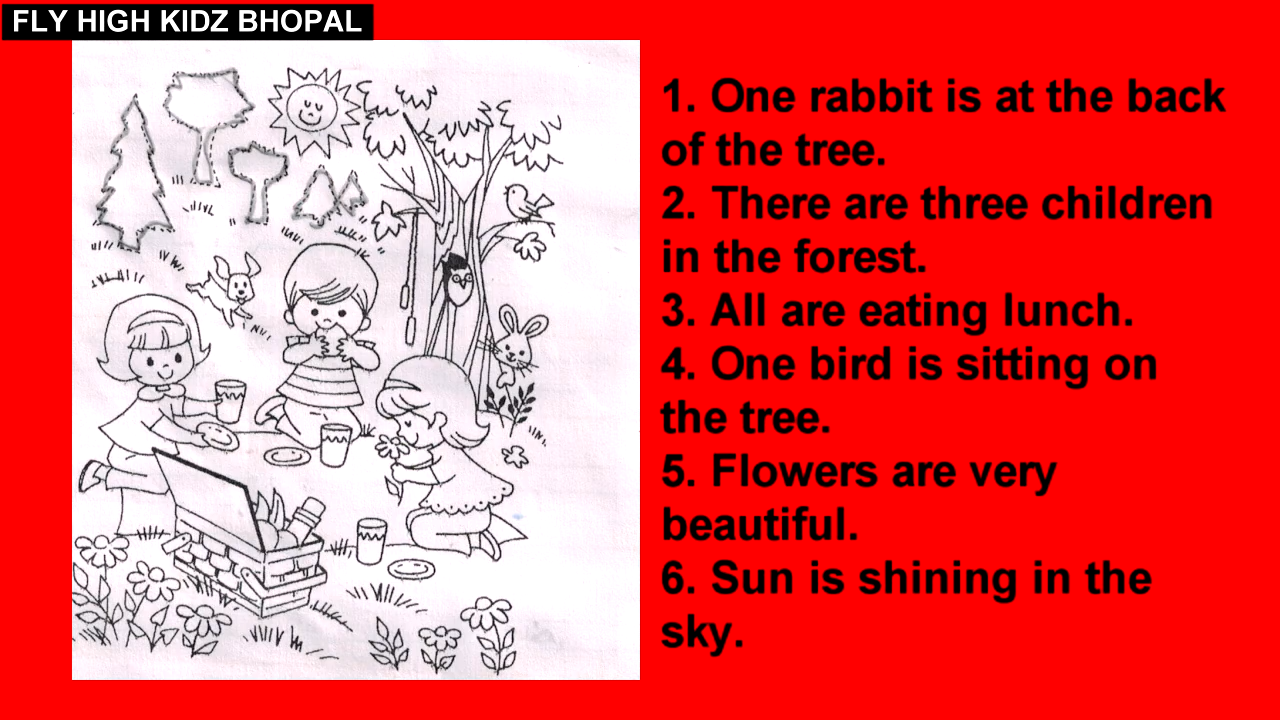 FLY HIGH KIDZ BHOPAL
1. One rabbit is at the back
of the tree.
2. There are three children
in the forest.
3. All are eating lunch.
4. One bird is sitting on
the tree.
5. Flowers are very
beautiful.
6. Sun is shining in the
sky.